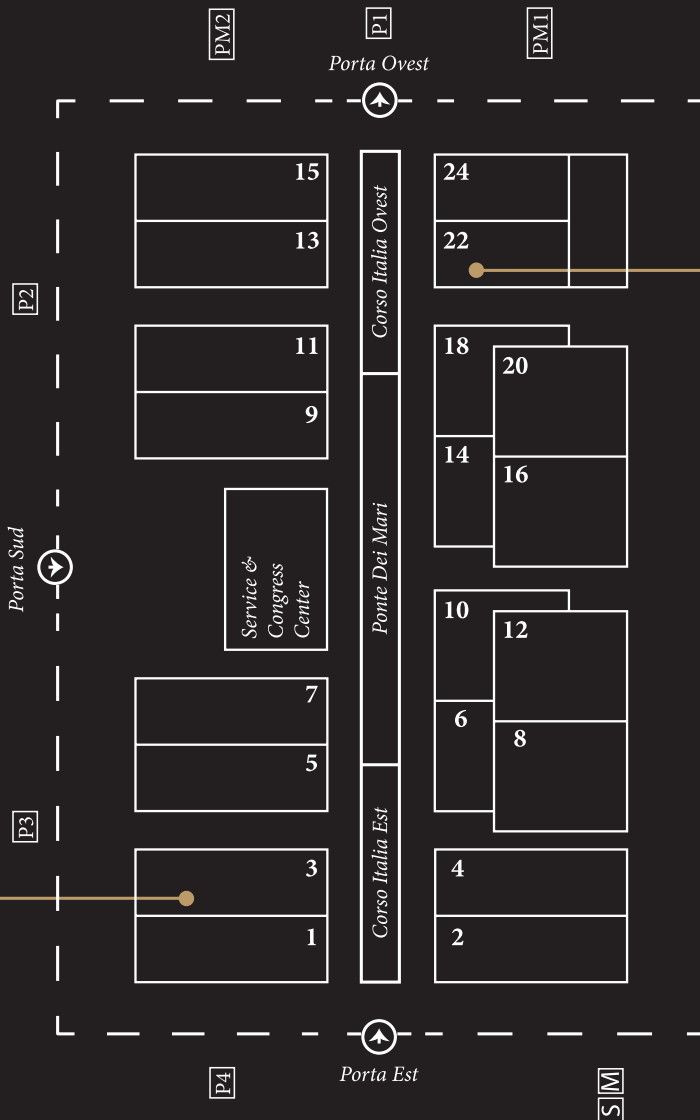 PM2
P1
PM1
Porta Ovest
15
24
13
22
Corso Italia Ovest
P2
11
18
20
9
14
16
Porta Sud
Service &
Congress
Center
Ponte Dei Mari
10
12
7
6
8
5
P3
Corso Italia Est
3
4
1
2
Porta Est
P4
M
S